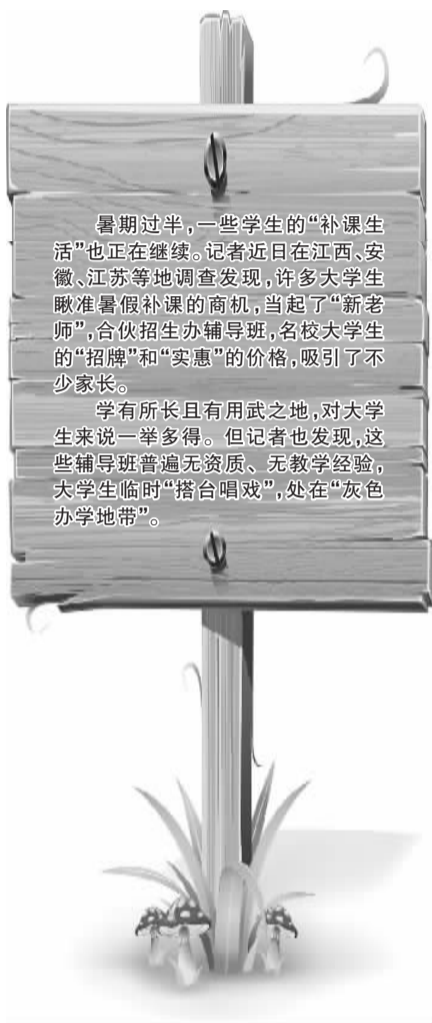 暑期过半,一些学生的“补课生
活”也正在继续。记者近日在江西、安
徽、江苏等地调查发现,许多大学生
瞅准暑假补课的商机,当起了“新老
师”,合伙招生办辅导班,名校大学生
的“招牌”和“实惠”的价格,吸引了不
少家长。
学有所长且有用武之地,对大学
生来说一举多得。但记者也发现,这
些辅导班普遍无资质、无教学经验,
大学生临时“搭台唱戏”,处在“灰色
办学地带”。